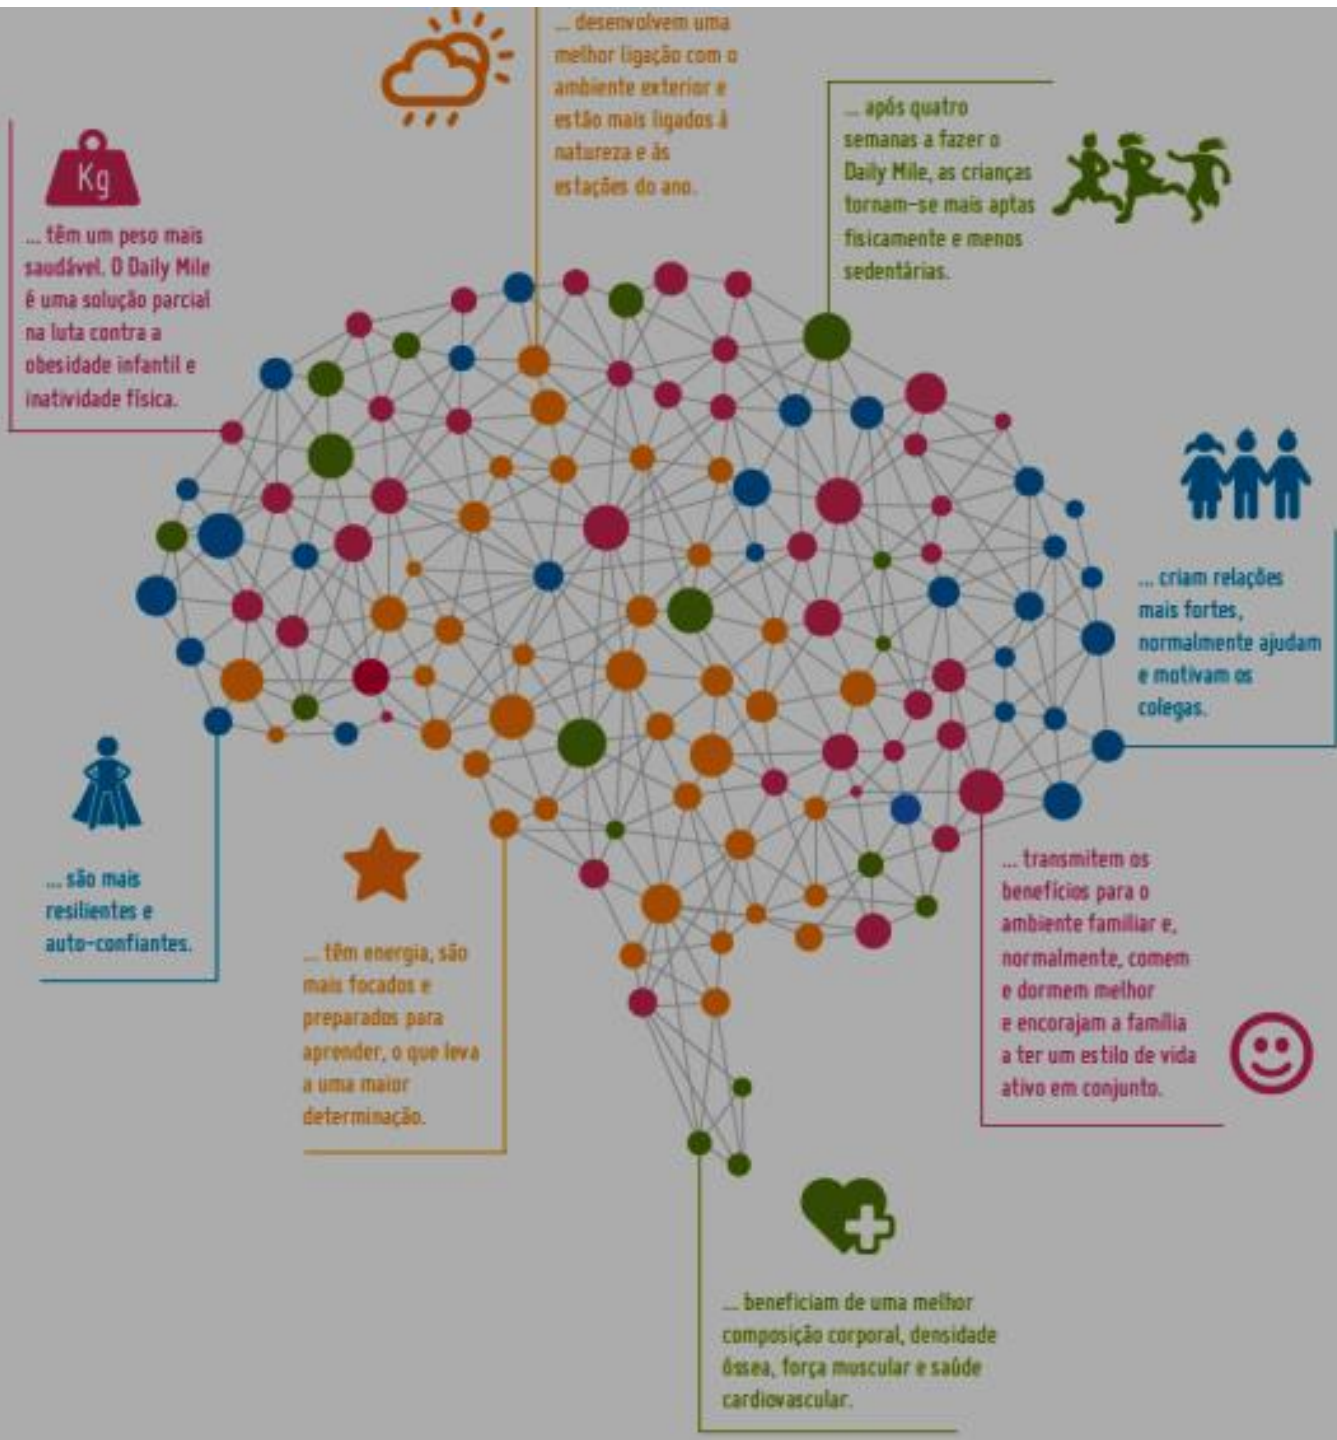 ... desenvolvem uma
melhor ligação com o
ambiente exterior e
estão mais ligados à
natureza e às
estações do ano.
... após quatro
semanas a fazer o
Daily Mile, as crianças
tornam-se mais aptas
fisicamente e menos
sedentárias.
Kg
... têm um peso mais
saudável. O Daily Mile
é uma solução parcial
na luta contra a
obesidade infantil e
inatividade física.
... criam relações
mais fortes,
normalmente ajudam
e motivam os
colegas.
... são mais
resilientes e
auto-confiantes.
... têm energia, são
mais focados e
preparados para
aprender, o que leva
a uma maior
determinação.
... transmitem os
benefícios para o
ambiente familiar e,
normalmente, comem
e dormem melhor
e encorajam a família
a ter um estilo de vida
ativo em conjunto.
... beneficiam de uma melhor
composição corporal, densidade
óssea, força muscular e saúde
cardiovascular.